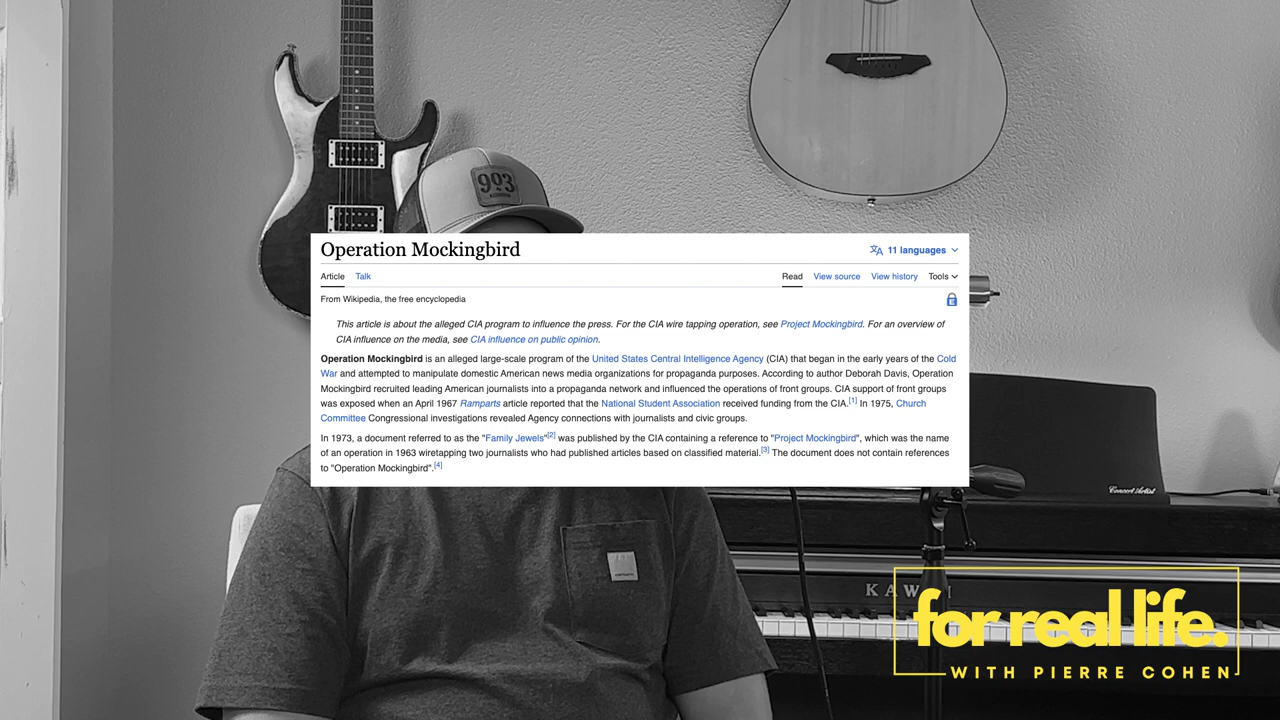 903
Operation Mockingbird
11 languages
Article Talk Read View source View history Tools
From Wikipedia, the free encyclopedia
This article is about the alleged CIA program to influence the press. For the CIA wire tapping operation, see Project Mockingbird. For an overview of
CIA influence on the media, see CIA influence on public opinion.
Operation Mockingbird is an alleged large-scale program of the United States Central Intelligence Agency (CIA) that began in the early years of the Cold
War and attempted to manipulate domestic American news media organizations for propaganda purposes. According to author Deborah Davis, Operation
Mockingbird recruited leading American journalists into a propaganda network and influenced the operations of front groups. CIA support of front groups
was exposed when an April 1967 Ramparts article reported that the National Student Association received funding from the CIA.[1] In 1975, Church
Committee Congressional investigations revealed Agency connections with journalists and civic groups.
In 1973, a document referred to as the "Family Jewels"[2] was published by the CIA containing a reference to "Project Mockingbird", which was the name
of an operation in 1963 wiretapping two journalists who had published articles based on classified material.[3] The document does not contain references
to "Operation Mockingbird".[4]
Concert Artist
carhartt
KAW
for real life.
WITH PIERRE COHEN